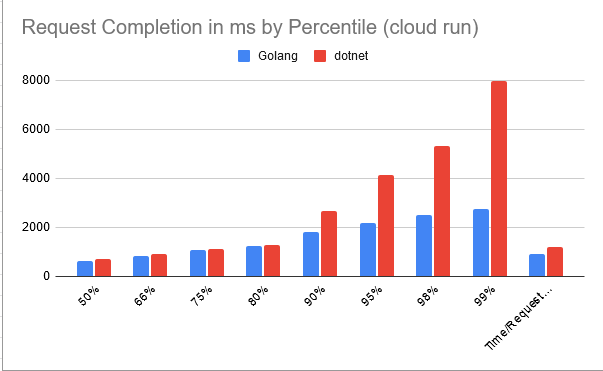 Request Completion in ms by Percentile (cloud run)
Golang dotnet
8000
6000
4000
2000
0
50% 66% 75% 80% 90% 95% 98% 99% Time/Request...